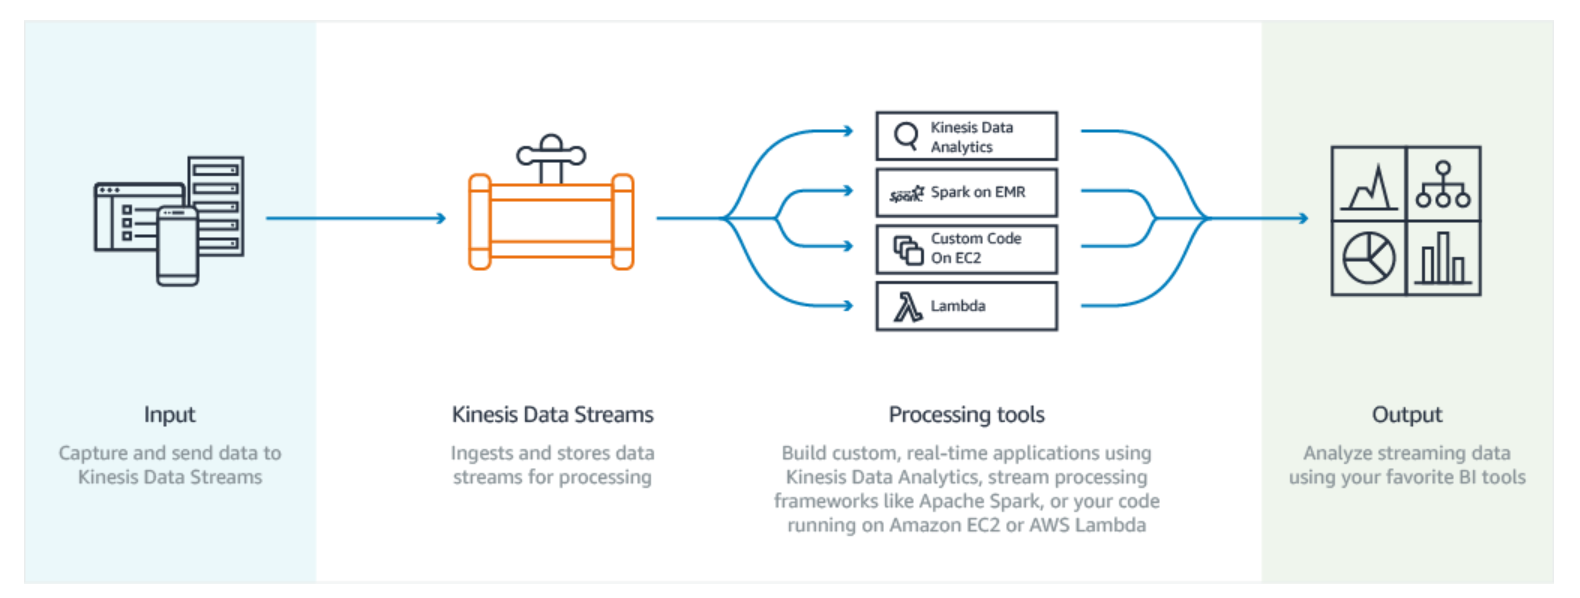 Kinesis Data
Analytics
Spark
Spark on EMR
Custom Code
On EC2
Lambda
Input
Capture and send data to
Kinesis Data Streams
Kinesis Data Streams
Ingests and stores data
streams for processing
Processing tools
Build custom, real-time applications using
Kinesis Data Analytics, stream processing
frameworks like Apache Spark, or your code
running on Amazon EC2 or AWS Lambda
Output
Analyze streaming data
using your favorite BI tools